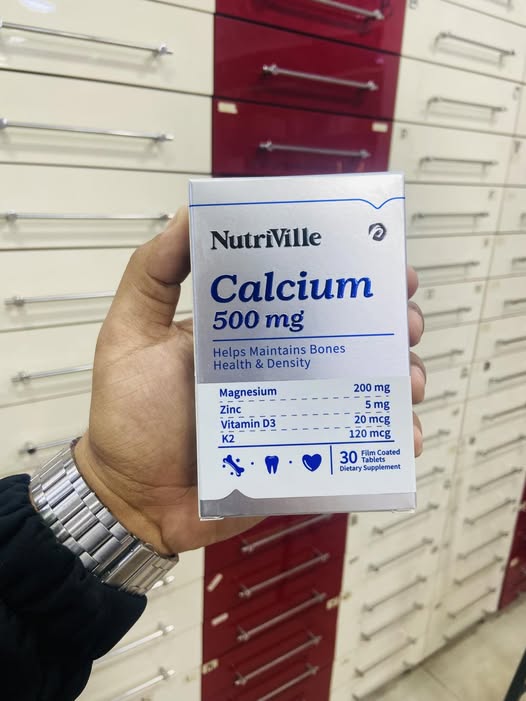 NutriVille
Calcium
500 mg
Helps Maintains Bones
Health & Density
Magnesium 200 mg
Zinc 5 mg
Vitamin D3 20 mcg
K2 120 mcg
30 Film Coated
Tablets
Dietary Supplement